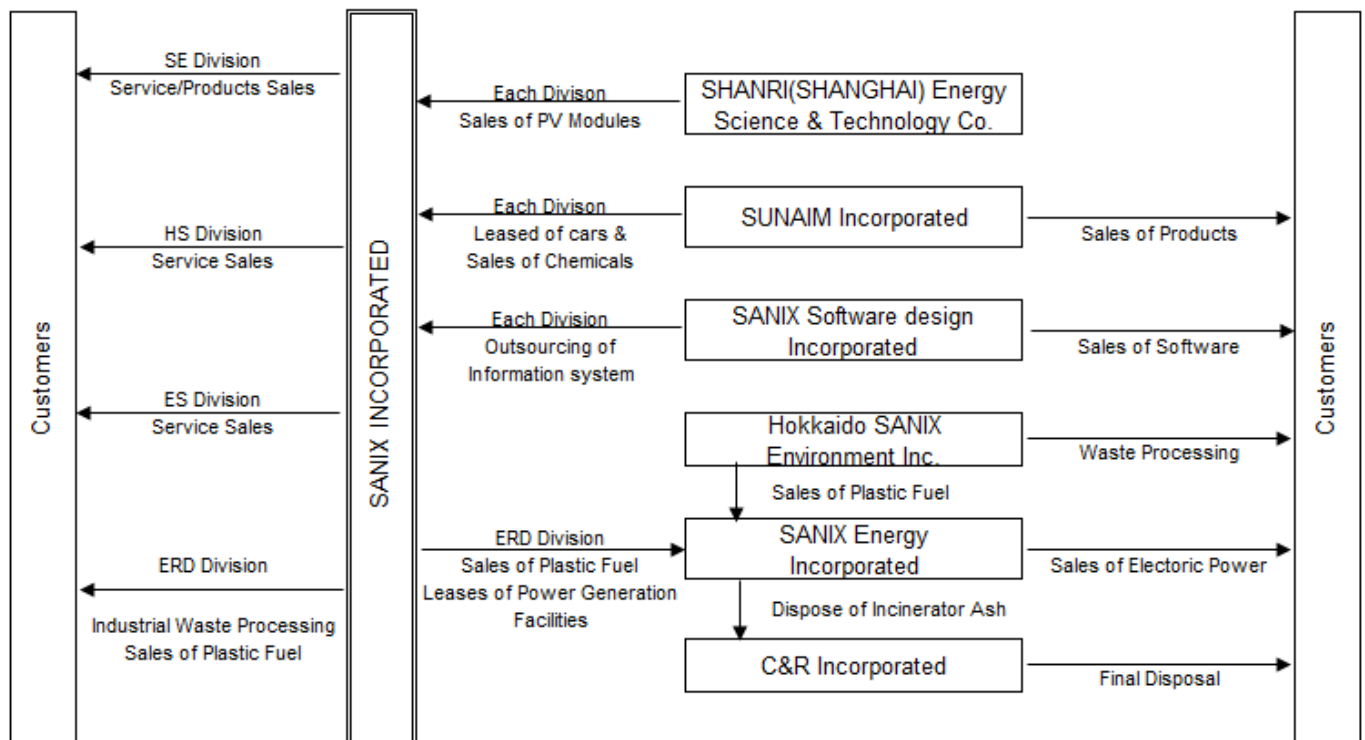 Customers
SE Division
Service/Products Sales
HS Division
Service Sales
ES Division
Service Sales
ERD Division
Industrial Waste Processing
Sales of Plastic Fuel
SANIX INCORPORATED
Each Divison
Sales of PV Modules
Each Divison
Leased of cars &
Sales of Chemicals
Each Division
Outsourcing of
Information system
ERD Division
Sales of Plastic Fuel
Leases of Power Generation
Facilities
SHANRI(SHANGHAI) Energy
Science & Technology Co.
SUNAIM Incorporated
SANIX Software design
Incorporated
Hokkaido SANIX
Environment Inc.
Sales of Plastic Fuel
SANIX Energy
Incorporated
Dispose of Incinerator Ash
C&R Incorporated
Sales of Products
Sales of Software
Waste Processing
Sales of Electoric Power
Final Disposal
Customers